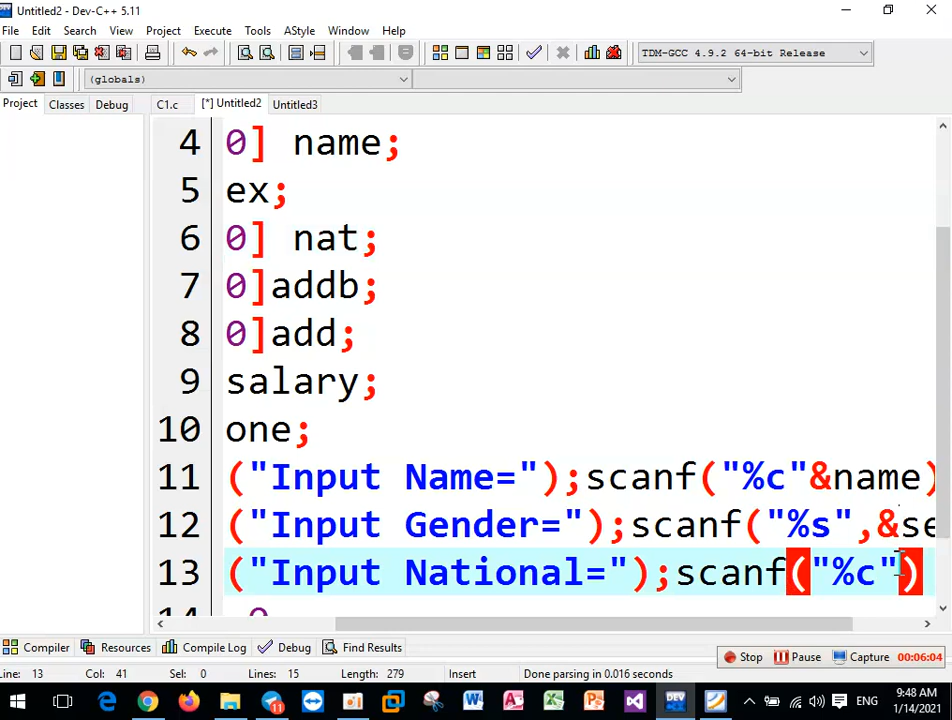 Untitled2 - Dev-C++ 5.11
File Edit Search View Project Execute Tools AStyle Window Help
TDM-GCC 4.9.2 64-bit Release
(globals)
Project Classes Debug C1.c [*] Untitled2 Untitled3
4 0] name;
5 ex;
6 0] nat;
7 0]addb;
8 0]add;
9 salary;
10 one;
11 ("Input Name=");scanf("%c"&name)
12 ("Input Gender=");scanf("%s",&se
13 ("Input National=");scanf("%c")
14
Compiler Resources Compile Log Debug Find Results
Line: 13 Col: 41 Sel: 0 Lines: 15 Length: 279 Insert Done parsing in 0.016 seconds
Stop Pause Capture 00:06:04
ENG 9:48 AM
1/14/2021